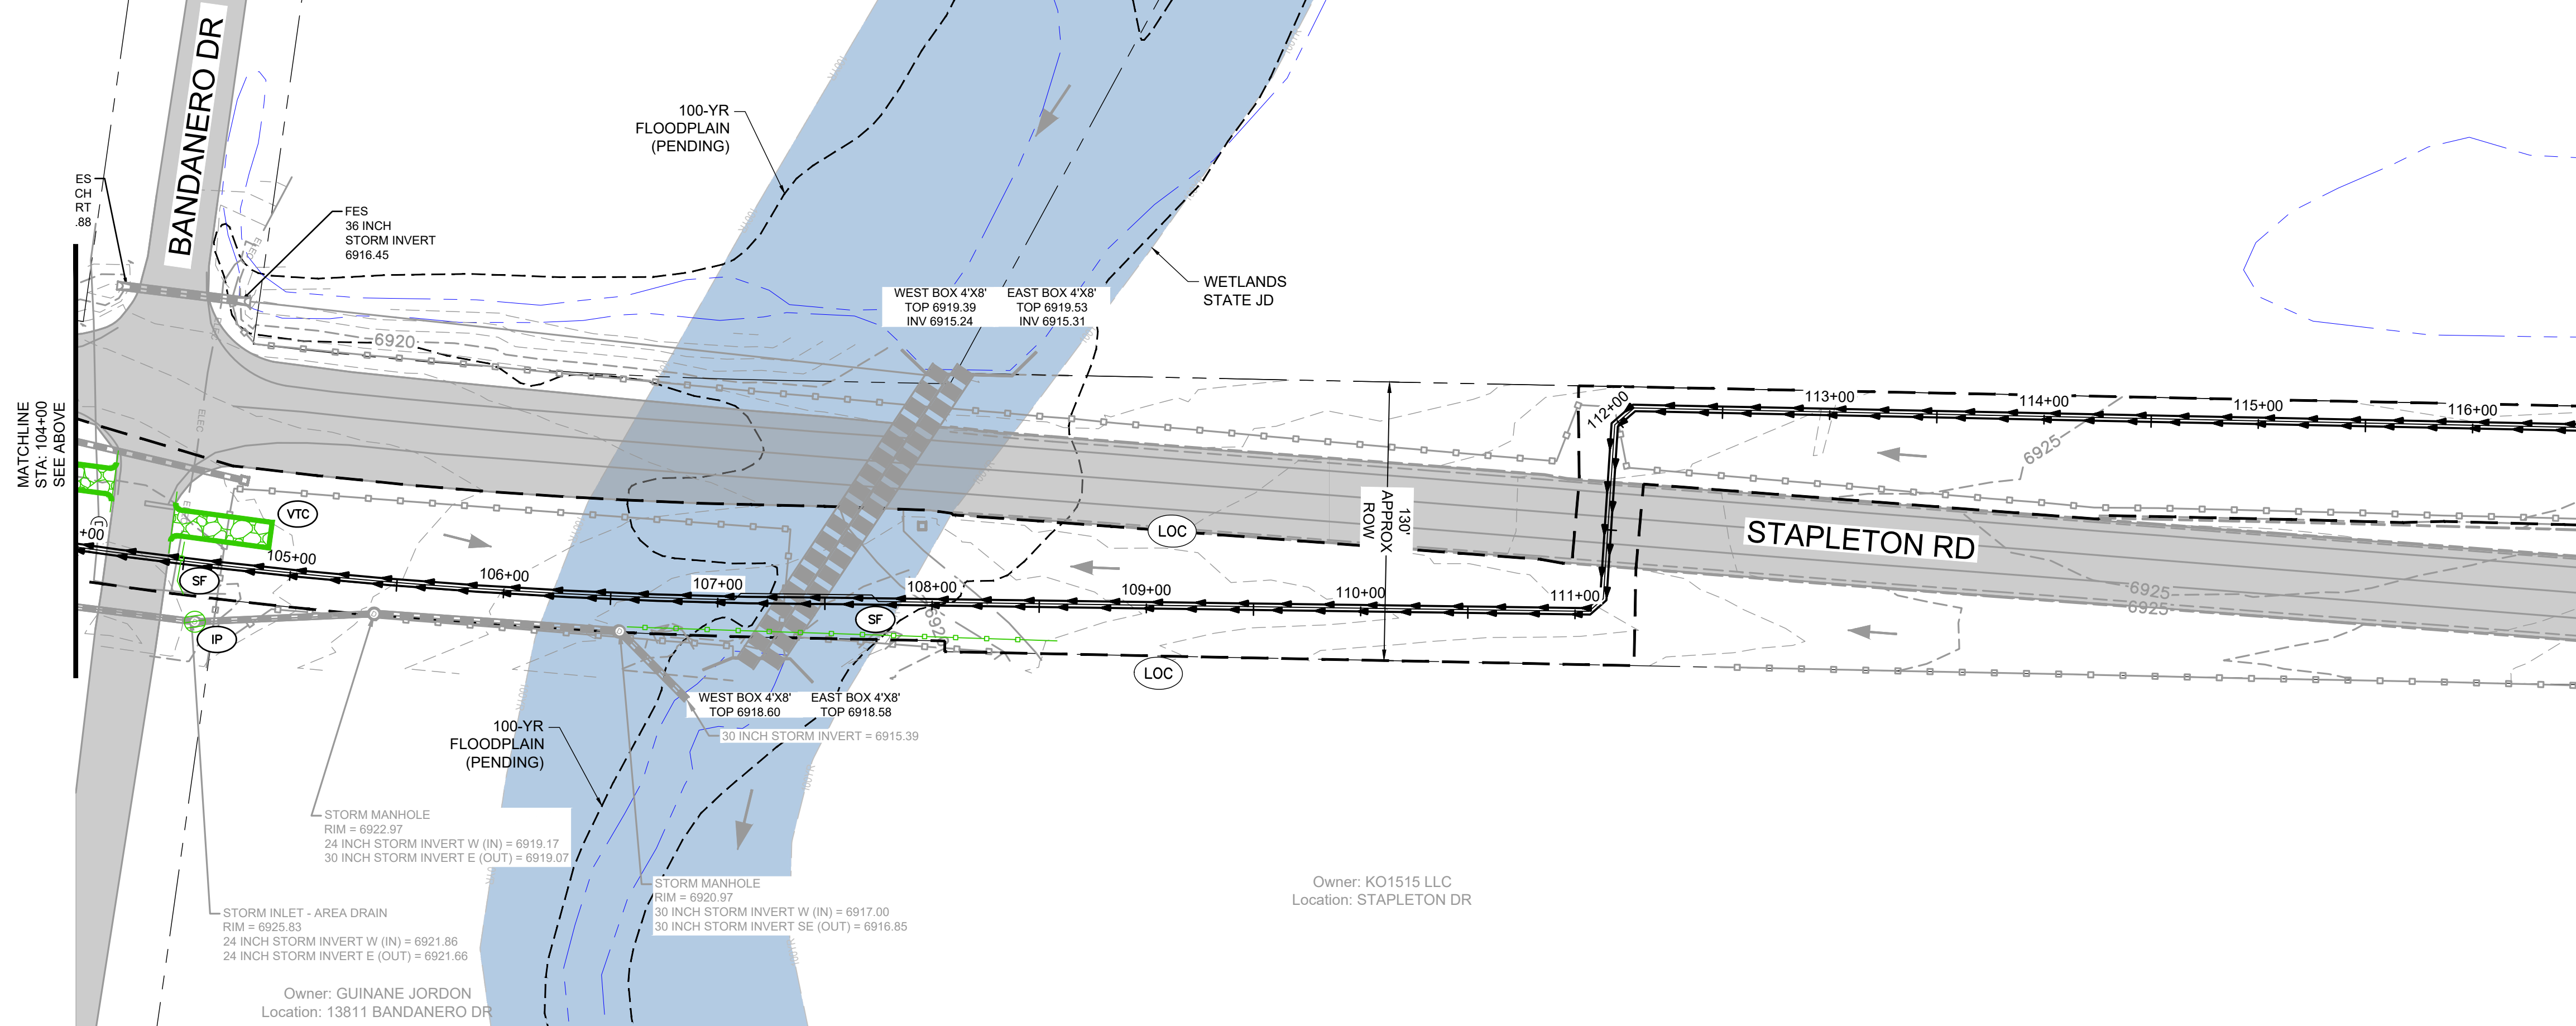 BANDANERO DR
100-YR
FLOODPLAIN
(PENDING)
ES
CH
RT
.88
FES
36 INCH
STORM INVERT
6916.45
WETLANDS
STATE JD
WEST BOX 4'X8'
TOP 6919.39
INV 6915.24
EAST BOX 4'X8'
TOP 6919.53
INV 6915.31
6920
ELEC
ELEC
MATCHLINE
STA: 104+00
SEE ABOVE
112+00
113+00
114+00
115+00
116+00
6925
130'
APPROX
ROW
LOC
STAPLETON RD
VTC
+00
105+00
106+00
107+00
108+00
109+00
110+00
111+00
SF
SF
IP
6925
6925
LOC
WEST BOX 4'X8'
TOP 6918.60
EAST BOX 4'X8'
TOP 6918.58
30 INCH STORM INVERT = 6915.39
100-YR
FLOODPLAIN
(PENDING)
STORM MANHOLE
RIM = 6922.97
24 INCH STORM INVERT W (IN) = 6919.17
30 INCH STORM INVERT E (OUT) = 6919.07
STORM MANHOLE
RIM = 6920.97
30 INCH STORM INVERT W (IN) = 6917.00
30 INCH STORM INVERT SE (OUT) = 6916.85
Owner: KO1515 LLC
Location: STAPLETON DR
STORM INLET - AREA DRAIN
RIM = 6925.83
24 INCH STORM INVERT W (IN) = 6921.86
24 INCH STORM INVERT E (OUT) = 6921.66
Owner: GUINANE JORDON
Location: 13811 BANDANERO DR